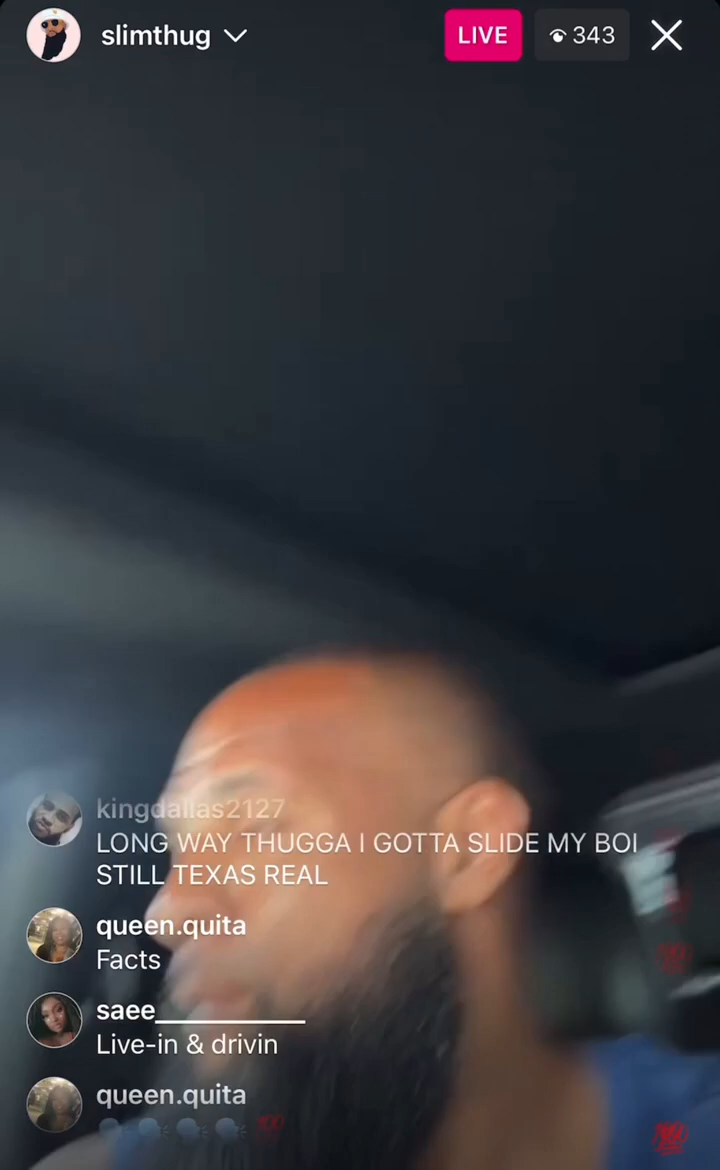 slimthug
LIVE
343
kingdallas2127
LONG WAY THUGGA I GOTTA SLIDE MY BOI
STILL TEXAS REAL
queen.quita
Facts
saee__________
Live-in & drivin
queen.quita
🗣🗣🗣🗣💯